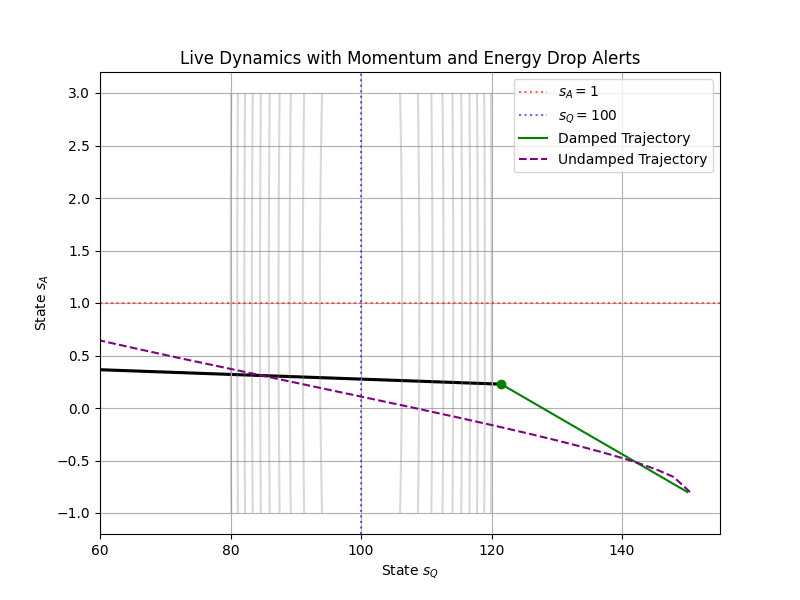 Live Dynamics with Momentum and Energy Drop Alerts
3.0
2.5
2.0
1.5
1.0
0.5
0.0
−0.5
−1.0
State s_A
s_A = 1
s_Q = 100
Damped Trajectory
Undamped Trajectory
60 80 100 120 140
State s_Q